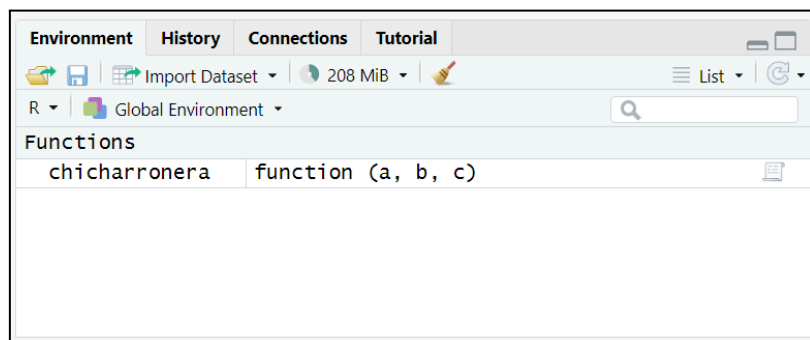 Environment History Connections Tutorial
Import Dataset 208 MiB List
R Global Environment
Functions
chicharronera function (a, b, c)